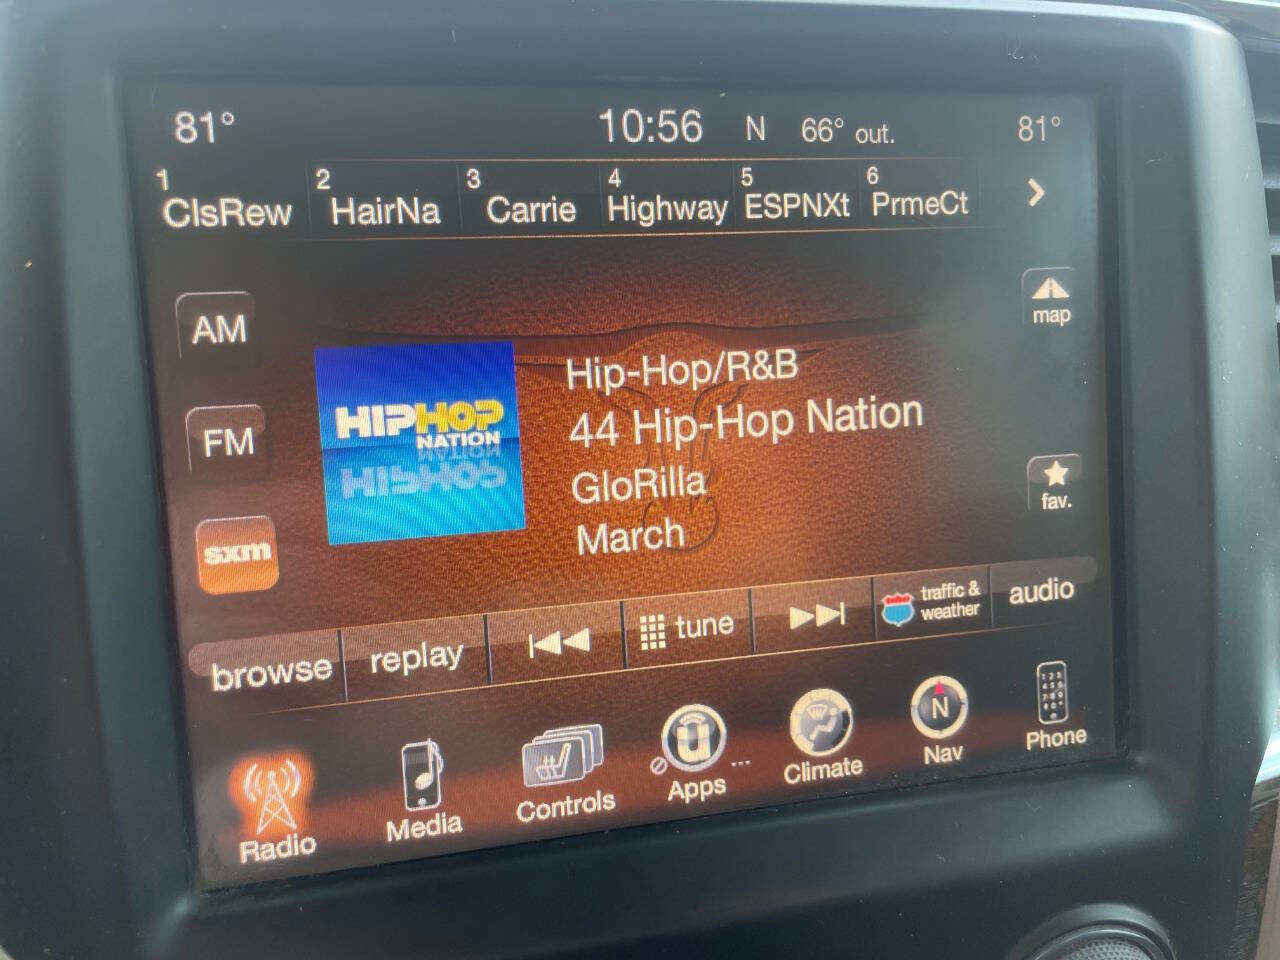 81° 10:56 N 66° out. 81°
1 2 3 4 5 6
ClsRew HairNa Carrie Highway ESPNXt PrmeCt
AM
map
HIPHOP
NATION
Hip-Hop/R&B
44 Hip-Hop Nation
GloRilla
March
FM
fav.
sxm
browse replay tune traffic &
weather audio
Radio Media Controls Apps ... Climate Nav Phone
N